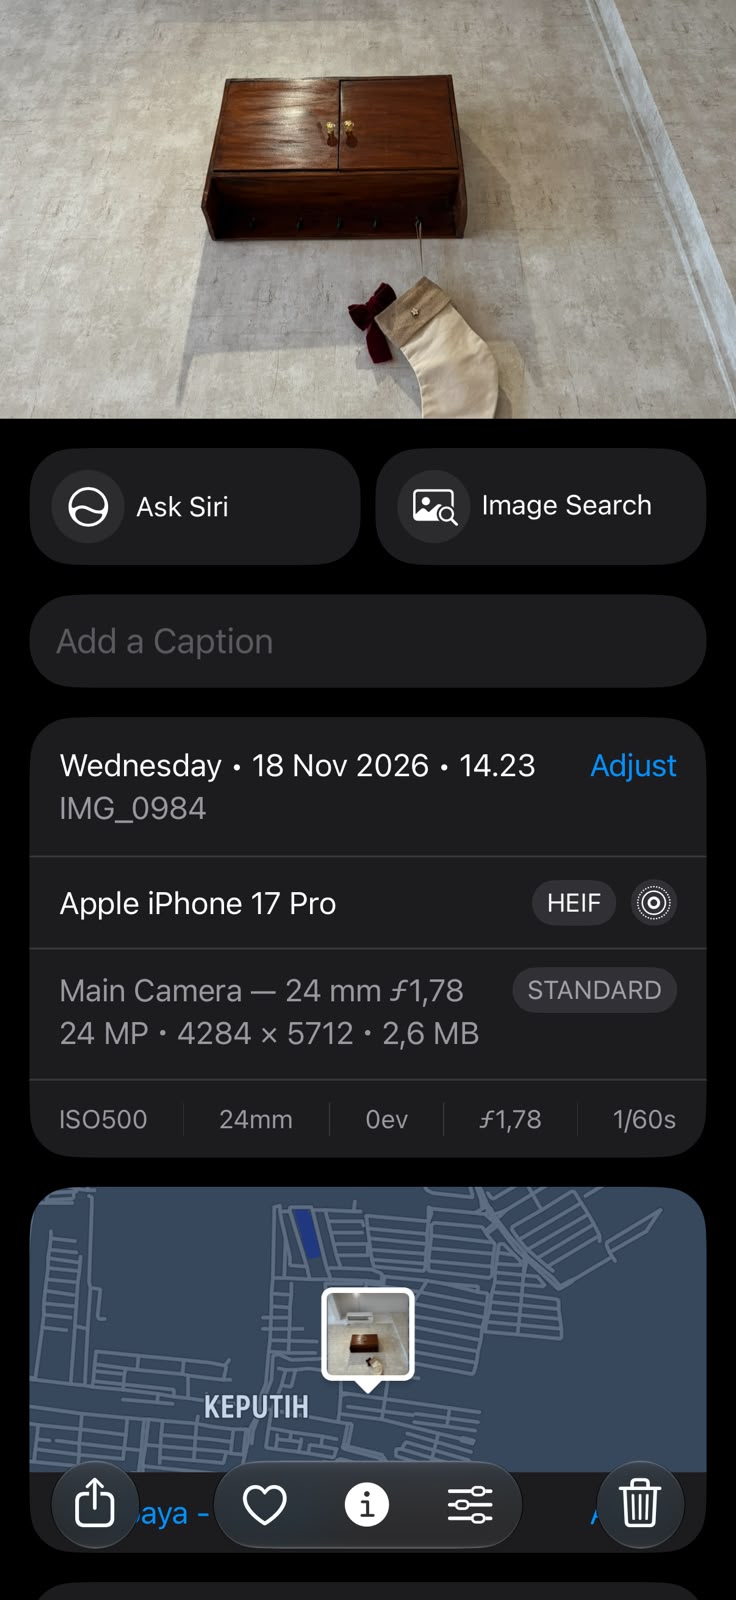 Ask Siri
Image Search
Add a Caption
Wednesday • 18 Nov 2026 • 14.23
Adjust
IMG_0984
Apple iPhone 17 Pro
HEIF
Main Camera — 24 mm ƒ1,78
STANDARD
24 MP • 4284 × 5712 • 2,6 MB
ISO500
24mm
0ev
ƒ1,78
1/60s
KEPUTIH